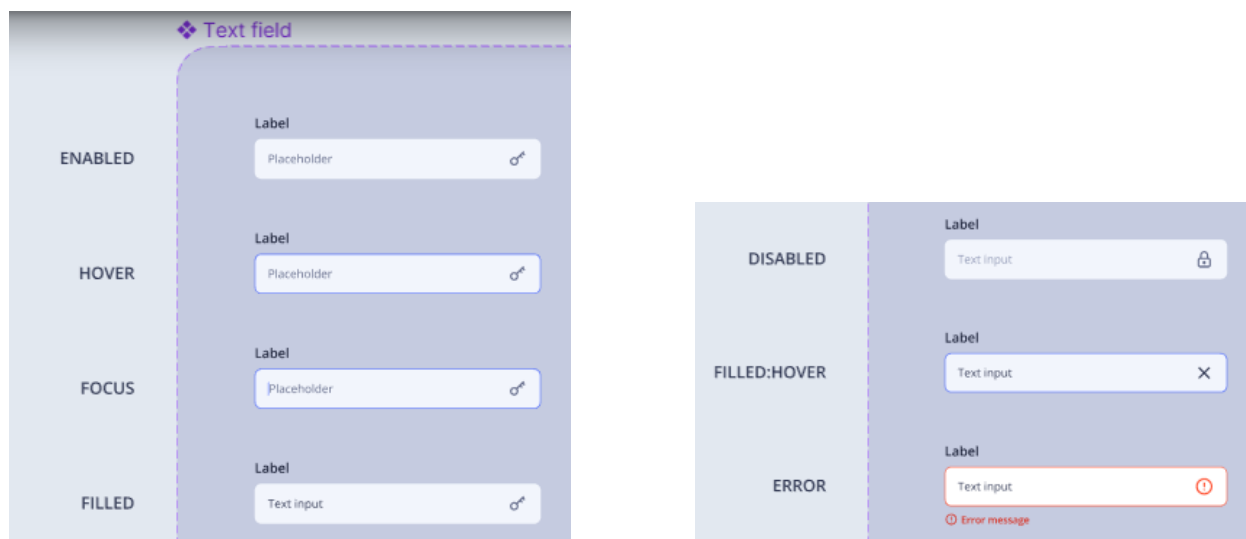 Text field
Label
ENABLED
Placeholder
Label
HOVER
Placeholder
Label
FOCUS
Placeholder
Label
FILLED
Text input
Label
DISABLED
Text input
Label
FILLED:HOVER
Text input
Label
ERROR
Text input
Error message